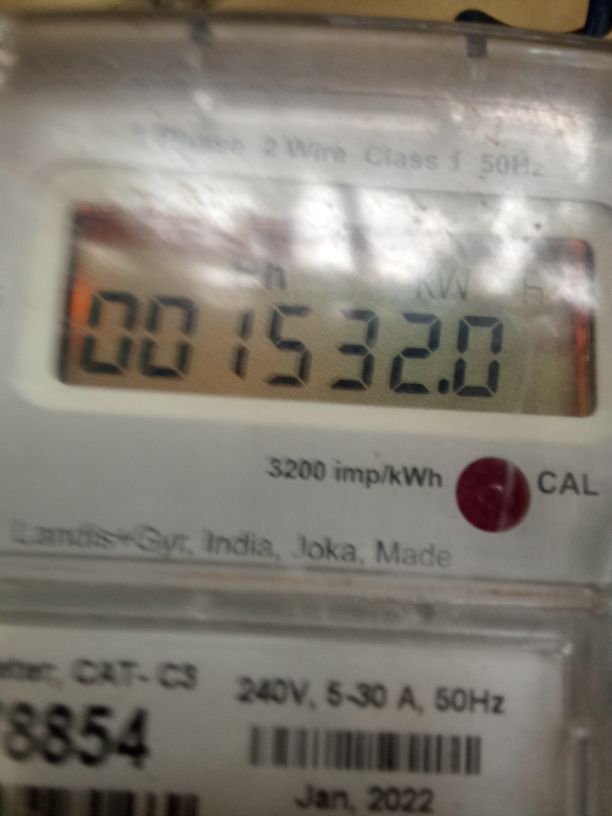 Phase 2 Wire Class 1 50Hz
kW H
001532.0
3200 imp/kWh CAL
Landis+Gyr, India, Joka, Made
CAT- C3
8854
240V, 5-30 A, 50Hz
Jan, 2022